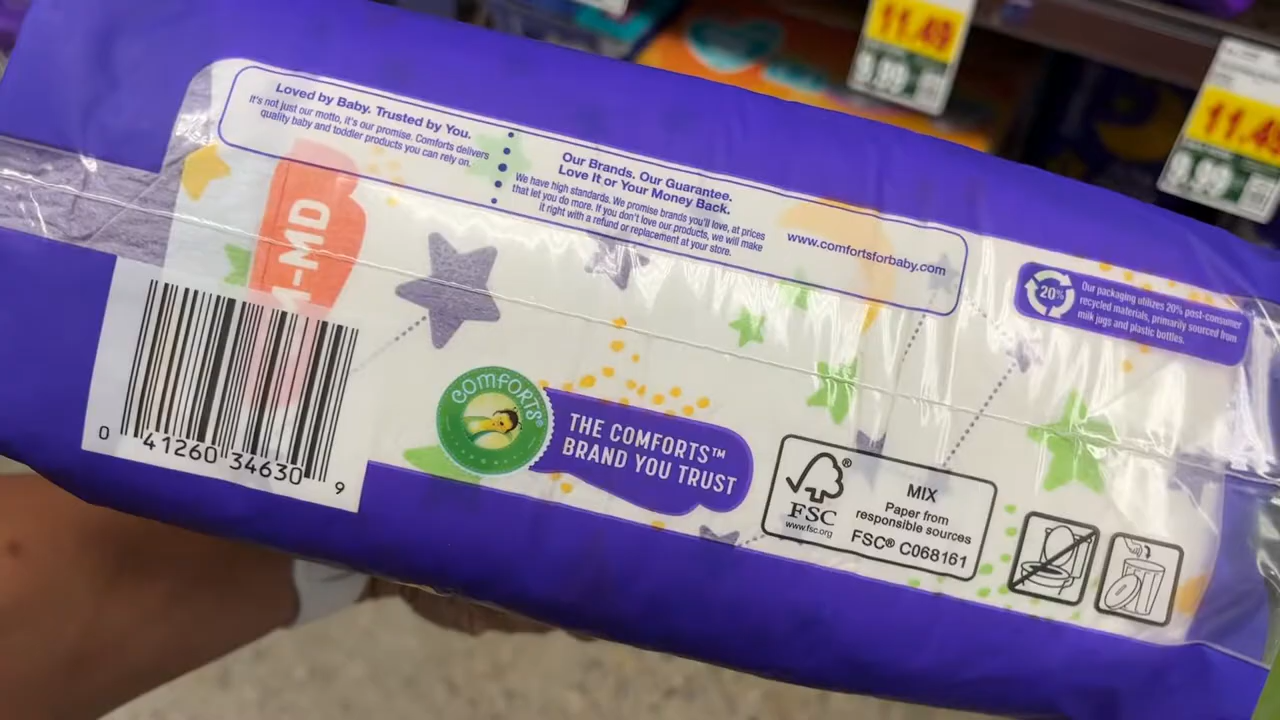 11.49
9.99
11.49
9.99
Loved by Baby. Trusted by You.
It's not just our motto, it's our promise. Comforts delivers
quality baby and toddler products you can rely on.
Our Brands. Our Guarantee.
Love It or Your Money Back.
We have high standards. We promise brands you'll love, at prices
that let you do more. If you don't love our products, we will make
it right with a refund or replacement at your store.
www.comfortsforbaby.com
20%
Our packaging utilizes 20% post-consumer
recycled materials, primarily sourced from
milk jugs and plastic bottles.
-MD
0 41260 34630 9
COMFORTS®
THE COMFORTS™
BRAND YOU TRUST
FSC®
www.fsc.org
MIX
Paper from
responsible sources
FSC® C068161